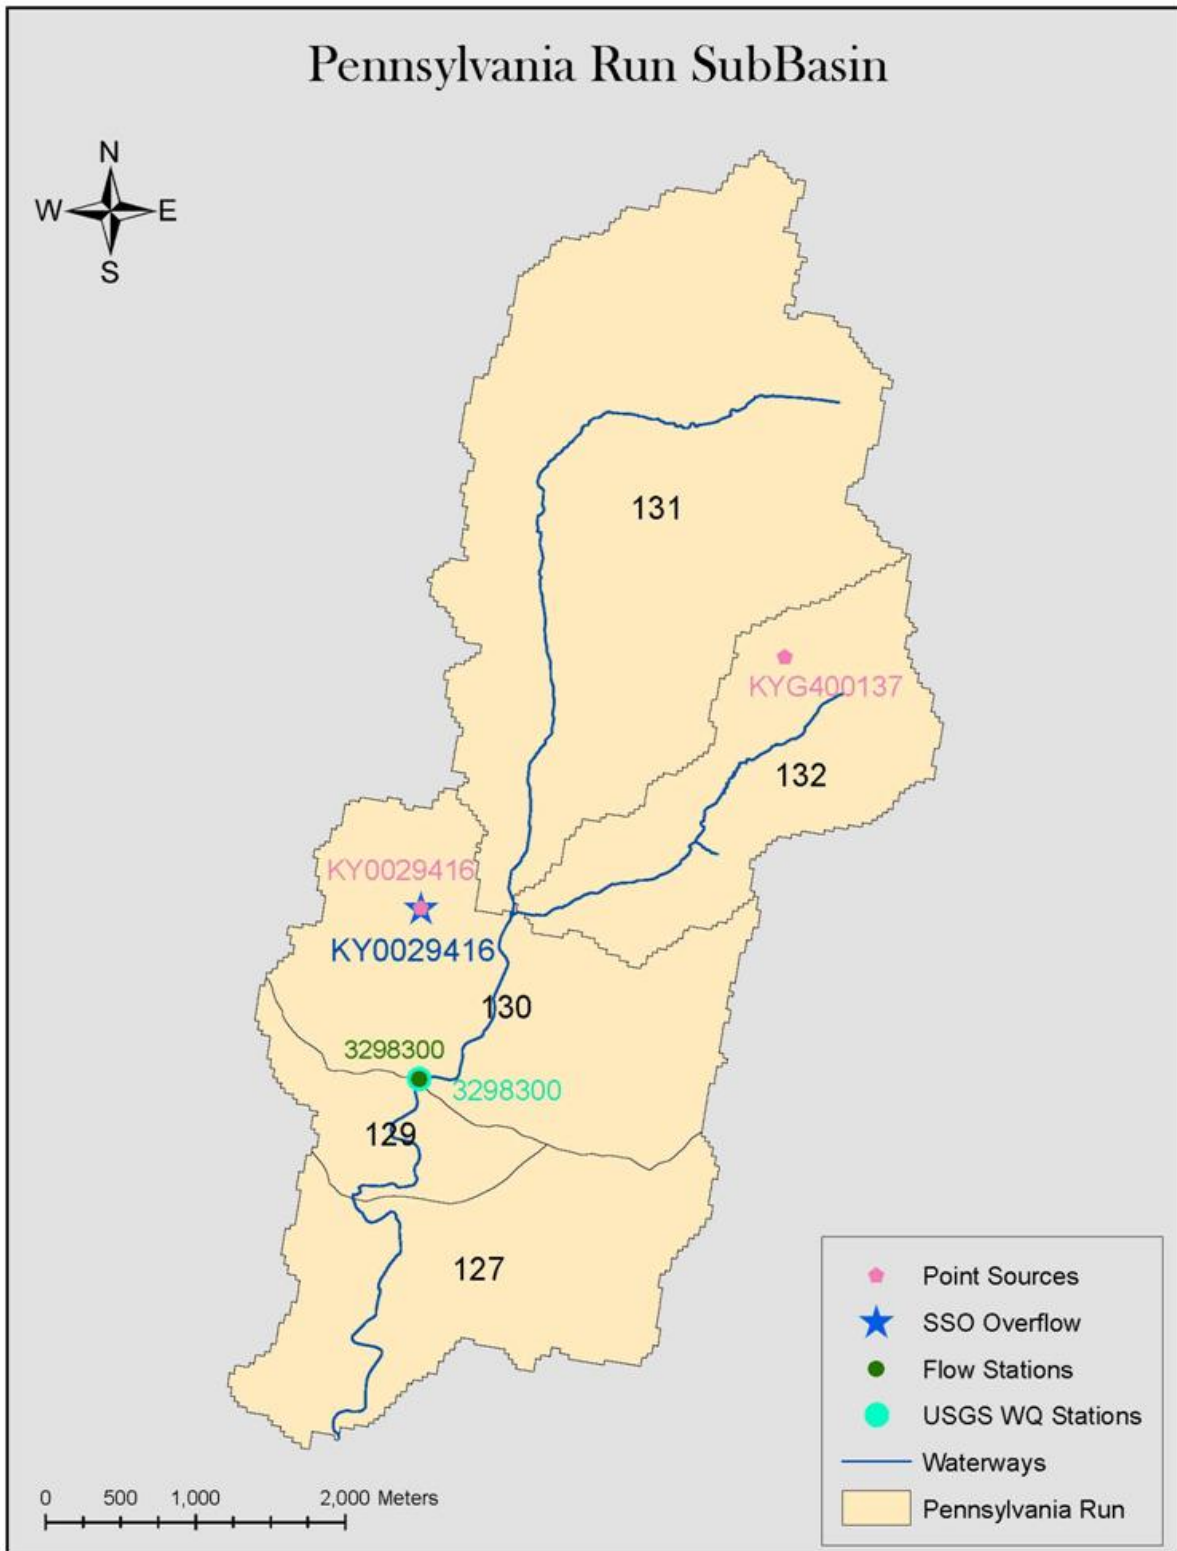 Pennsylvania Run SubBasin
N
W E
S
131
KYG400137
132
KY0029416
KY0029416
130
3298300
3298300
129
127
Point Sources
SSO Overflow
Flow Stations
USGS WQ Stations
Waterways
Pennsylvania Run
0 500 1,000 2,000 Meters